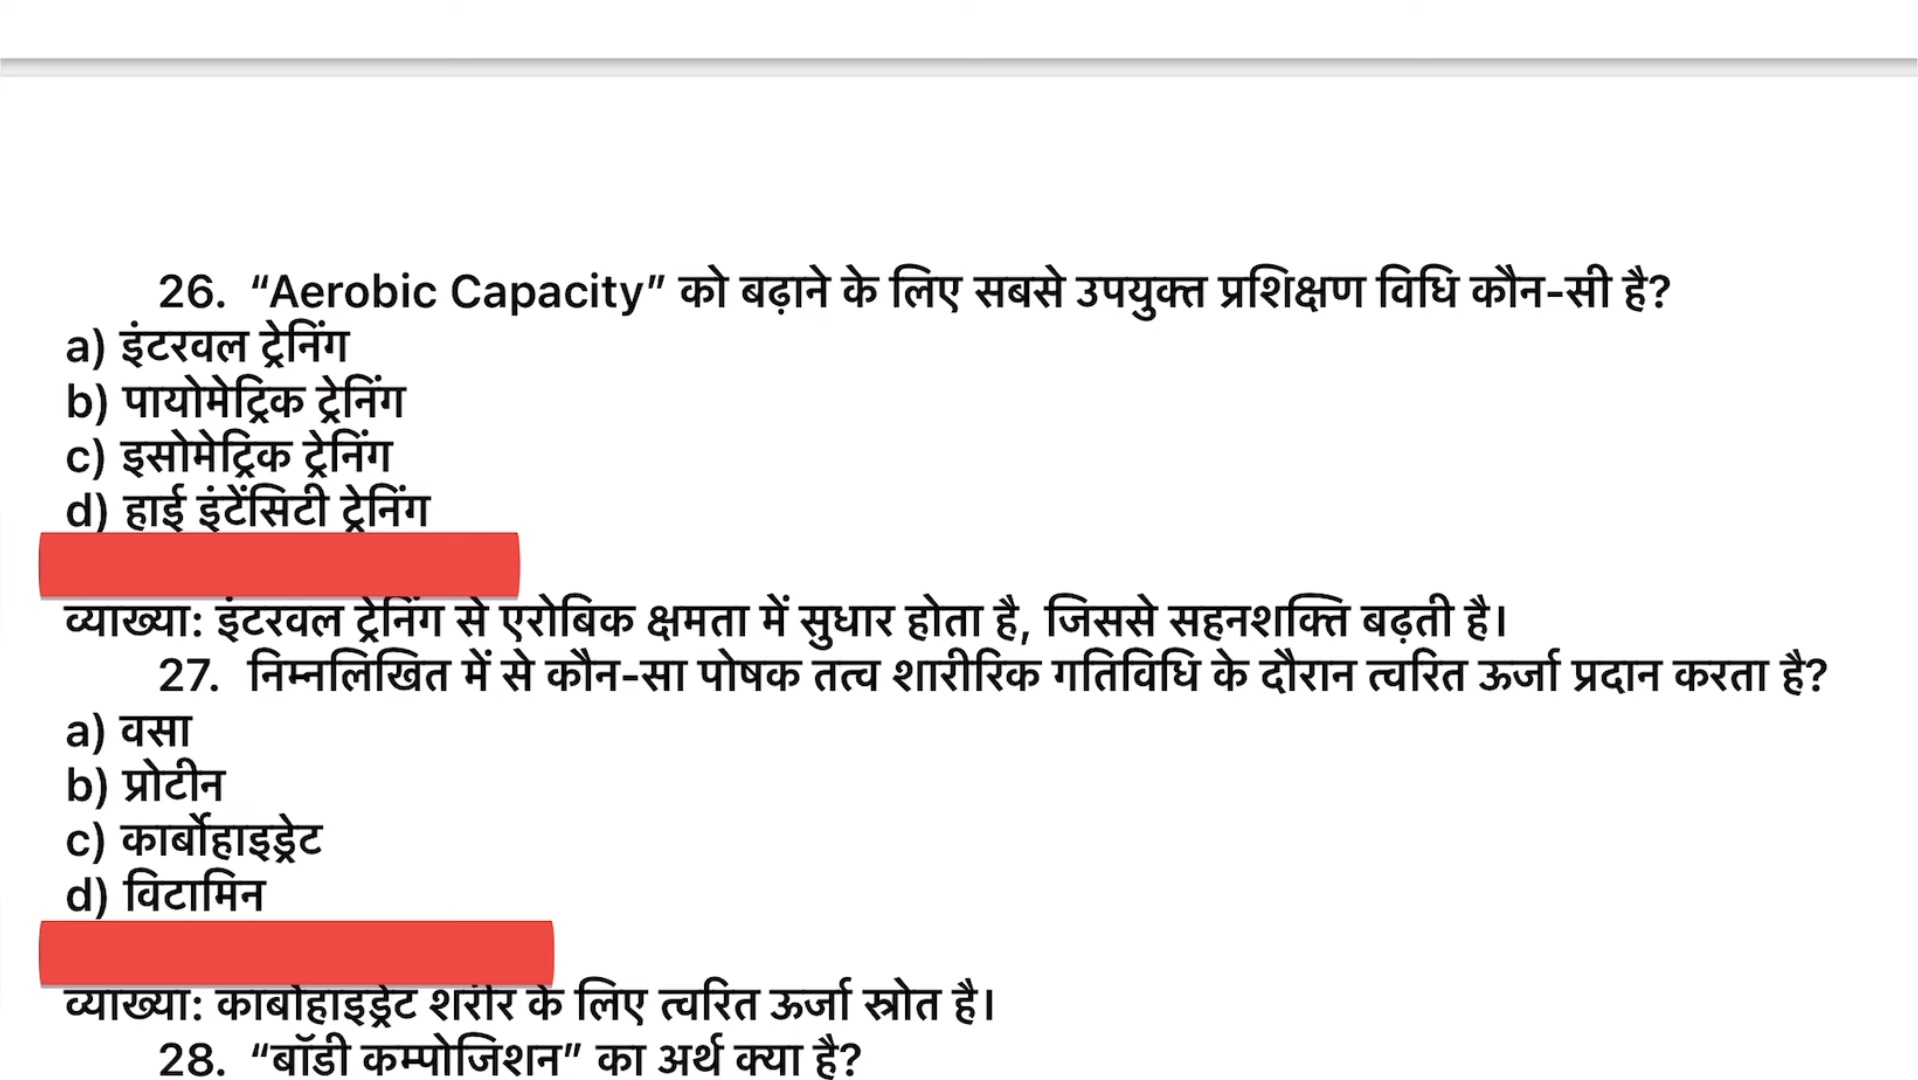 26. “Aerobic Capacity” को बढ़ाने के लिए सबसे उपयुक्त प्रशिक्षण विधि कौन-सी है?
a) इंटरवल ट्रेनिंग
b) पायोमेट्रिक ट्रेनिंग
c) इसोमेट्रिक ट्रेनिंग
d) हाई इंटेंसिटी ट्रेनिंग
व्याख्या: इंटरवल ट्रेनिंग से एरोबिक क्षमता में सुधार होता है, जिससे सहनशक्ति बढ़ती है।
27. निम्नलिखित में से कौन-सा पोषक तत्व शारीरिक गतिविधि के दौरान त्वरित ऊर्जा प्रदान करता है?
a) वसा
b) प्रोटीन
c) कार्बोहाइड्रेट
d) विटामिन
व्याख्या: कार्बोहाइड्रेट शरीर के लिए त्वरित ऊर्जा स्रोत है।
28. “बॉडी कम्पोजिशन” का अर्थ क्या है?